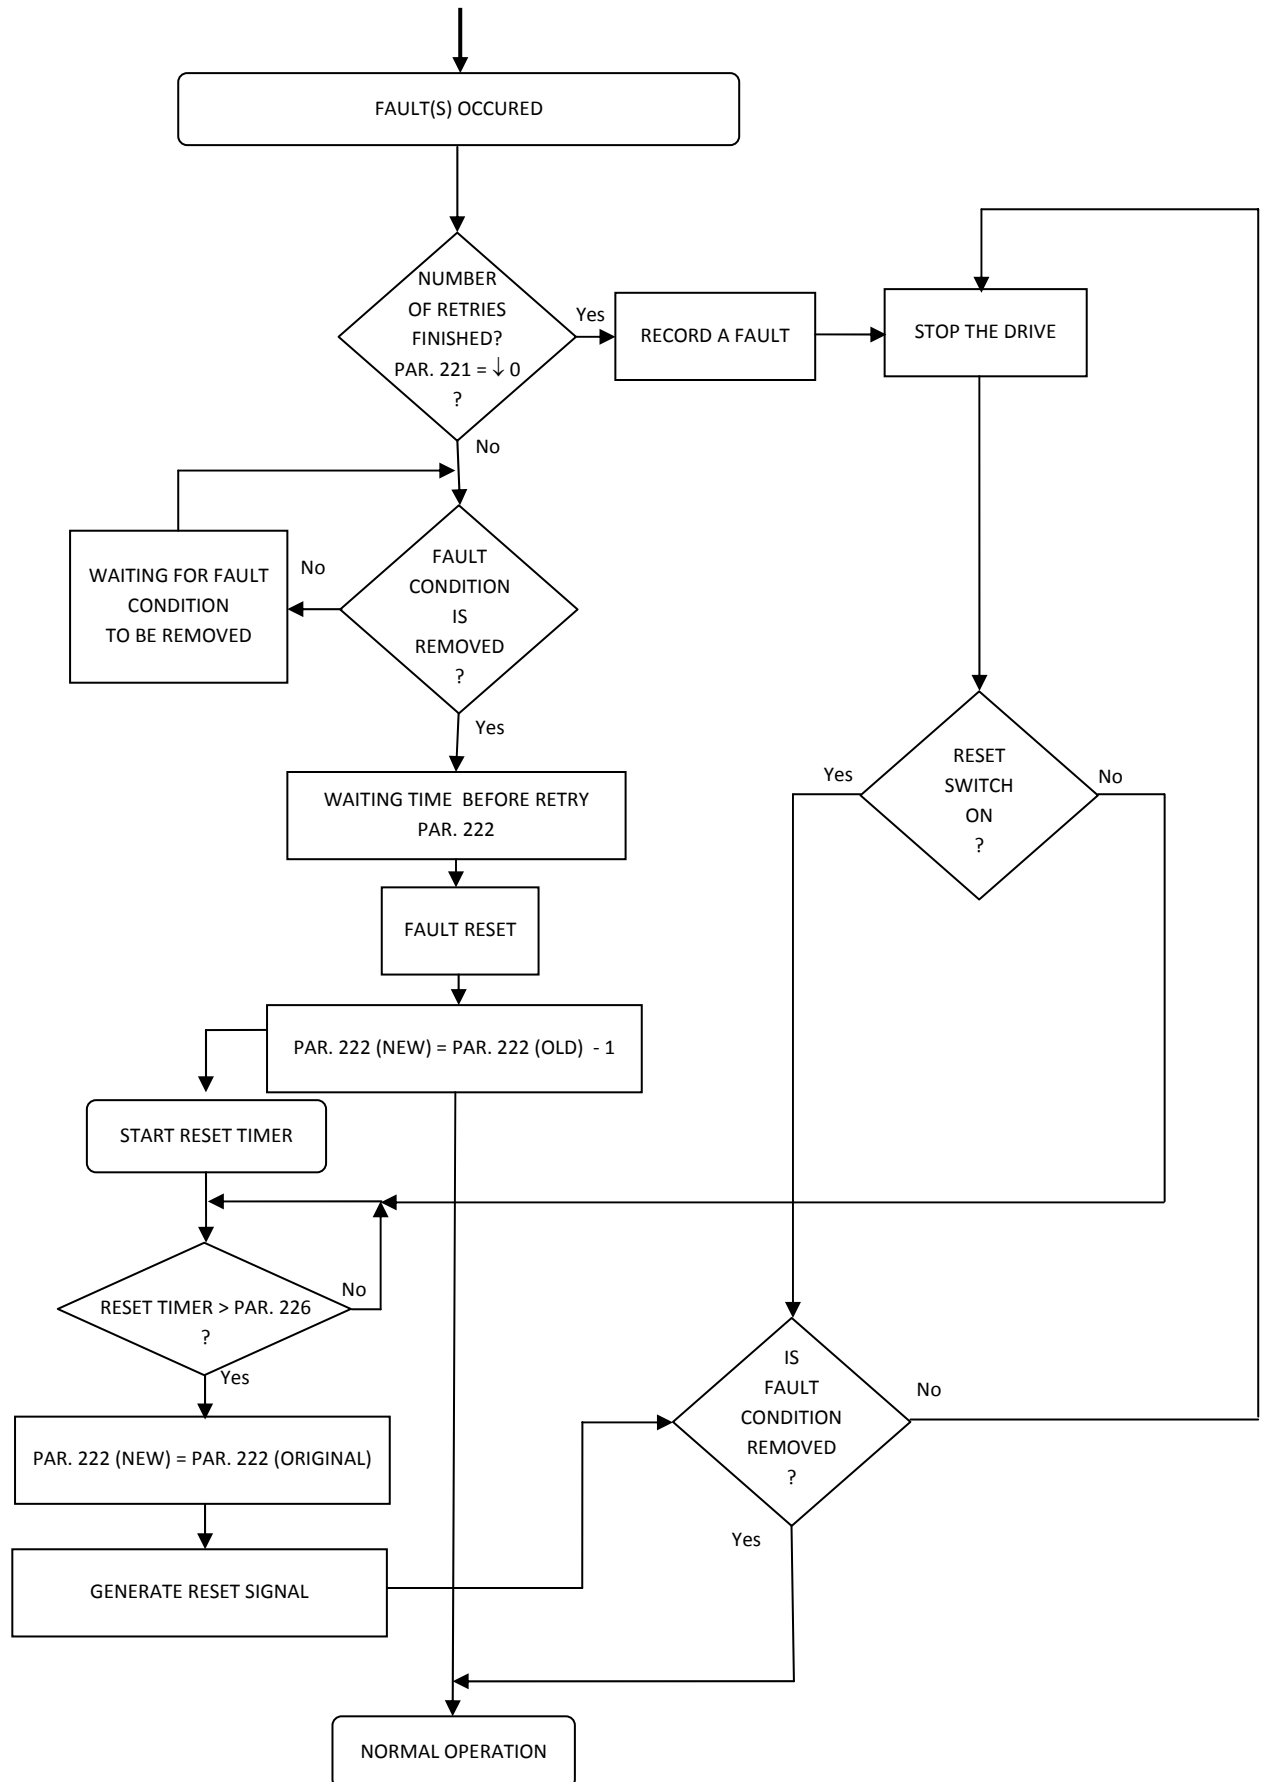 FAULT(S) OCCURED
NUMBER
OF RETRIES
FINISHED?
PAR. 221 = ↓ 0
?
Yes
RECORD A FAULT
STOP THE DRIVE
No
WAITING FOR FAULT
CONDITION
TO BE REMOVED
No
FAULT
CONDITION
IS
REMOVED
?
Yes
WAITING TIME BEFORE RETRY
PAR. 222
RESET
SWITCH
ON
?
Yes
No
FAULT RESET
PAR. 222 (NEW) = PAR. 222 (OLD) - 1
START RESET TIMER
RESET TIMER > PAR. 226
?
No
Yes
PAR. 222 (NEW) = PAR. 222 (ORIGINAL)
GENERATE RESET SIGNAL
IS
FAULT
CONDITION
REMOVED
?
No
Yes
NORMAL OPERATION